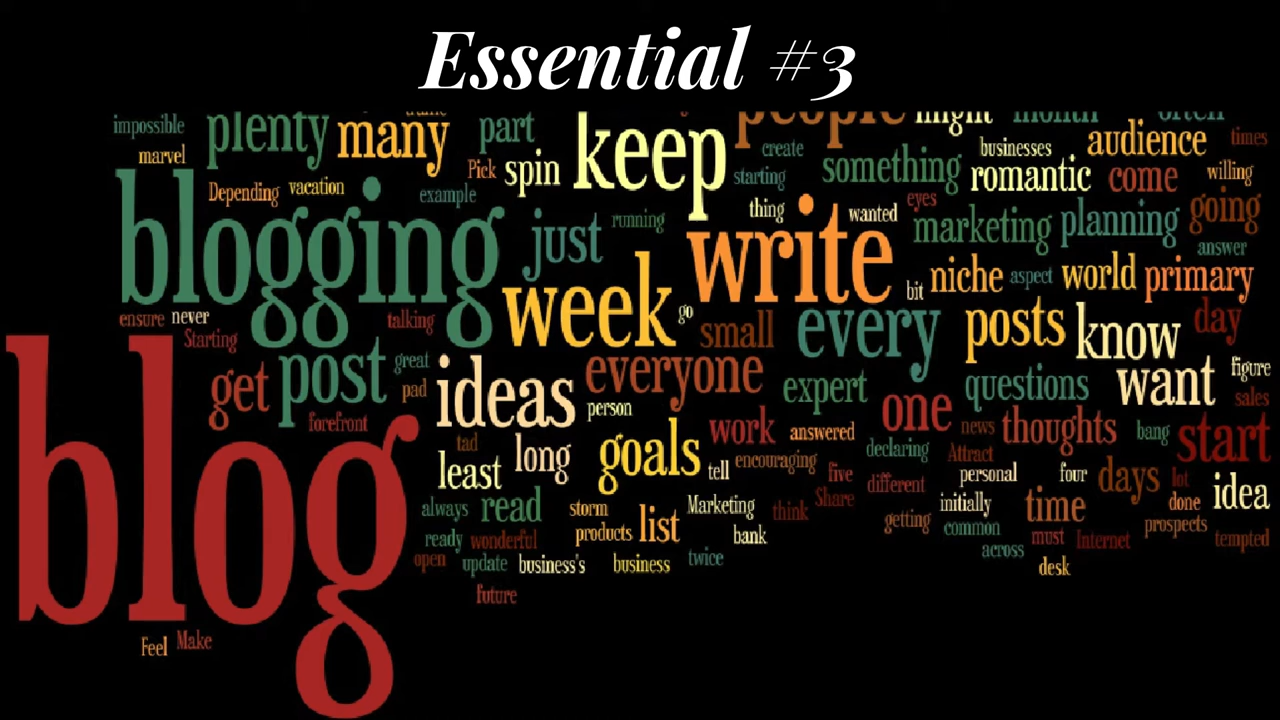 Essential #3
impossible plenty many part keep people might month often
marvel Pick spin create something businesses audience times
Depending vacation example starting romantic come willing
blogging just running thing write wanted eyes marketing planning going
answer
week go bit niche aspect world primary
ensure never talking small every posts know day
Starting
blog get post great ideas everyone expert questions want figure
pad person one sales
forefront work answered news thoughts bang start
tad long goals declaring
least tell encouraging five Attract personal four days lot idea
always read storm Marketing think Share different initially time done
products list getting common prospects
ready wonderful bank must Internet tempted
open update business's business twice across desk
future
Feel Make